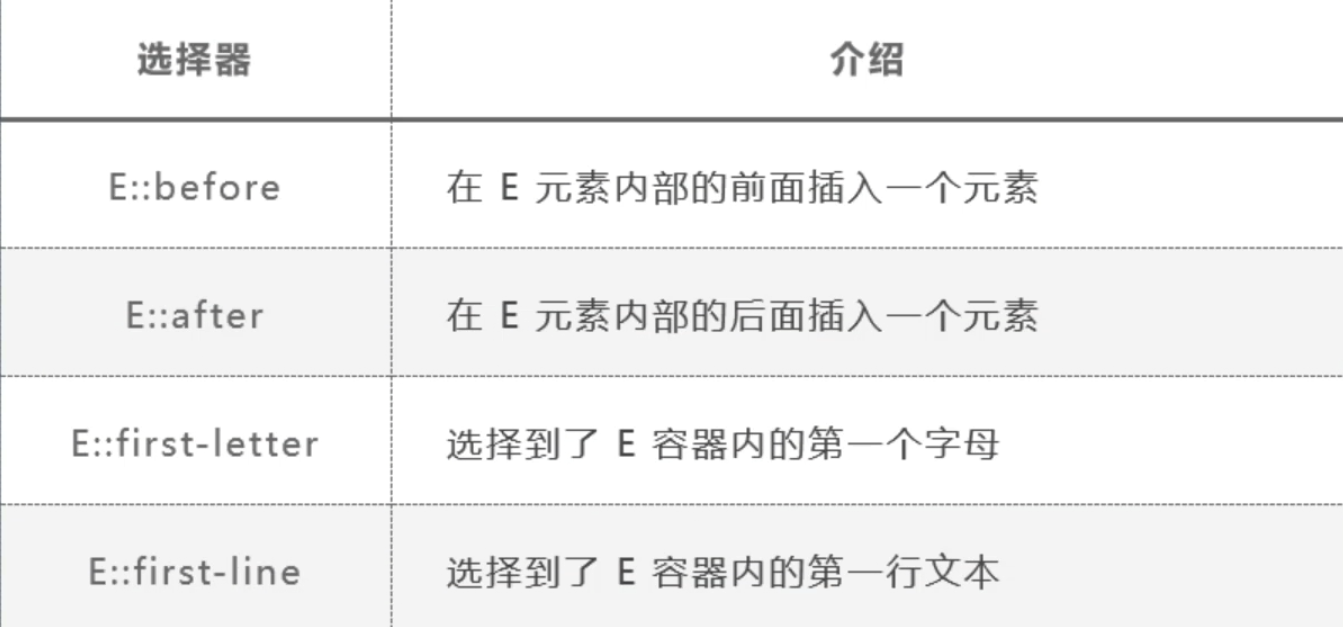 选择器 介绍
E::before 在 E 元素内部的前面插入一个元素
E::after 在 E 元素内部的后面插入一个元素
E::first-letter 选择到了 E 容器内的第一个字母
E::first-line 选择到了 E 容器内的第一行文本